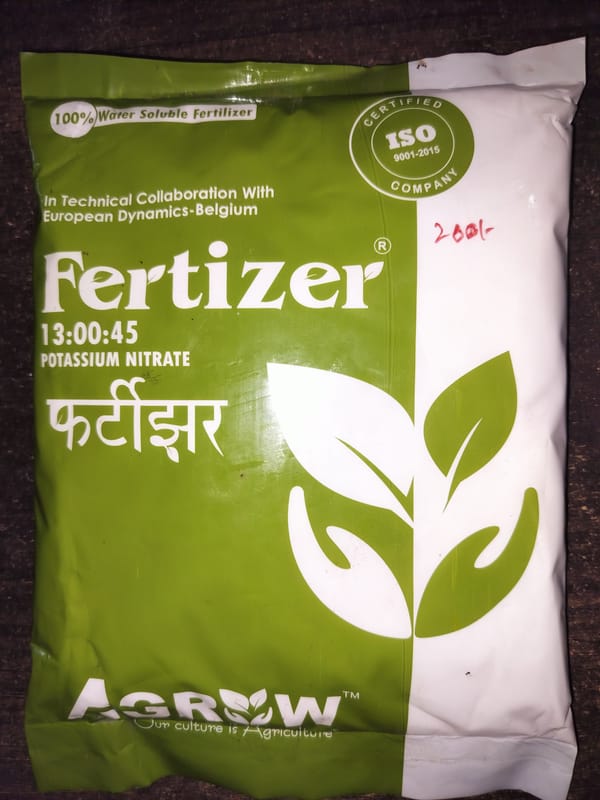 100% Water Soluble Fertilizer
CERTIFIED
ISO
9001-2015
COMPANY
In Technical Collaboration With
European Dynamics-Belgium
200/-
Fertizer®
13:00:45
POTASSIUM NITRATE
फर्टीझर
AGROW™
Our culture is Agriculture